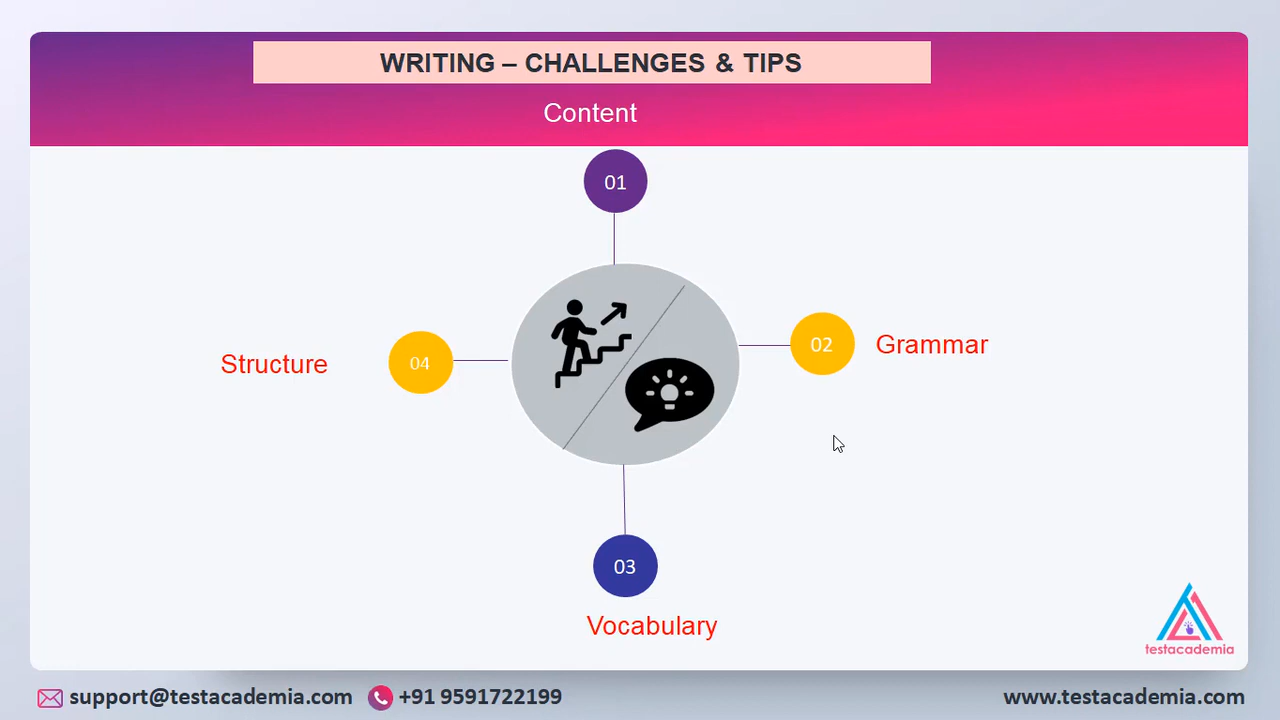 WRITING – CHALLENGES & TIPS
Content
01
02
Grammar
Structure
04
03
Vocabulary
testacademia
support@testacademia.com
+91 9591722199
www.testacademia.com